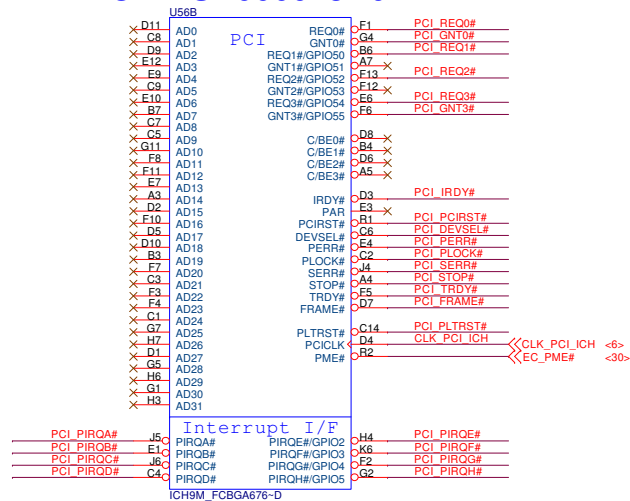 U56B
PCI
D11 AD0
C8 AD1
D9 AD2
E12 AD3
E9 AD4
C9 AD5
E10 AD6
B7 AD7
C7 AD8
C5 AD9
G11 AD10
F8 AD11
F11 AD12
E7 AD13
A3 AD14
D2 AD15
F10 AD16
D5 AD17
D10 AD18
B3 AD19
F7 AD20
C3 AD21
F3 AD22
F4 AD23
C1 AD24
G7 AD25
H7 AD26
D1 AD27
G5 AD28
H6 AD29
G1 AD30
H3 AD31
REQ0# F1 PCI_REQ0#
GNT0# G4 PCI_GNT0#
REQ1#/GPIO50 B6 PCI_REQ1#
GNT1#/GPIO51 A7
REQ2#/GPIO52 F13 PCI_REQ2#
GNT2#/GPIO53 F12
REQ3#/GPIO54 E6 PCI_REQ3#
GNT3#/GPIO55 F6 PCI_GNT3#
C/BE0# D8
C/BE1# B4
C/BE2# D6
C/BE3# A5
IRDY# D3 PCI_IRDY#
PAR E3
PCIRST# R1 PCI_PCIRST#
DEVSEL# C6 PCI_DEVSEL#
PERR# E4 PCI_PERR#
PLOCK# C2 PCI_PLOCK#
SERR# J4 PCI_SERR#
STOP# A4 PCI_STOP#
TRDY# F5 PCI_TRDY#
FRAME# D7 PCI_FRAME#
PLTRST# C14 PCI_PLTRST#
PCICLK D4 CLK_PCI_ICH CLK_PCI_ICH <6>
PME# R2 EC_PME# <30>
Interrupt I/F
PCI_PIRQA# J5 PIRQA# PIRQE#/GPIO2 H4 PCI_PIRQE#
PCI_PIRQB# E1 PIRQB# PIRQF#/GPIO3 K6 PCI_PIRQF#
PCI_PIRQC# J6 PIRQC# PIRQG#/GPIO4 F2 PCI_PIRQG#
PCI_PIRQD# C4 PIRQD# PIRQH#/GPIO5 G2 PCI_PIRQH#
ICH9M_FCBGA676~D